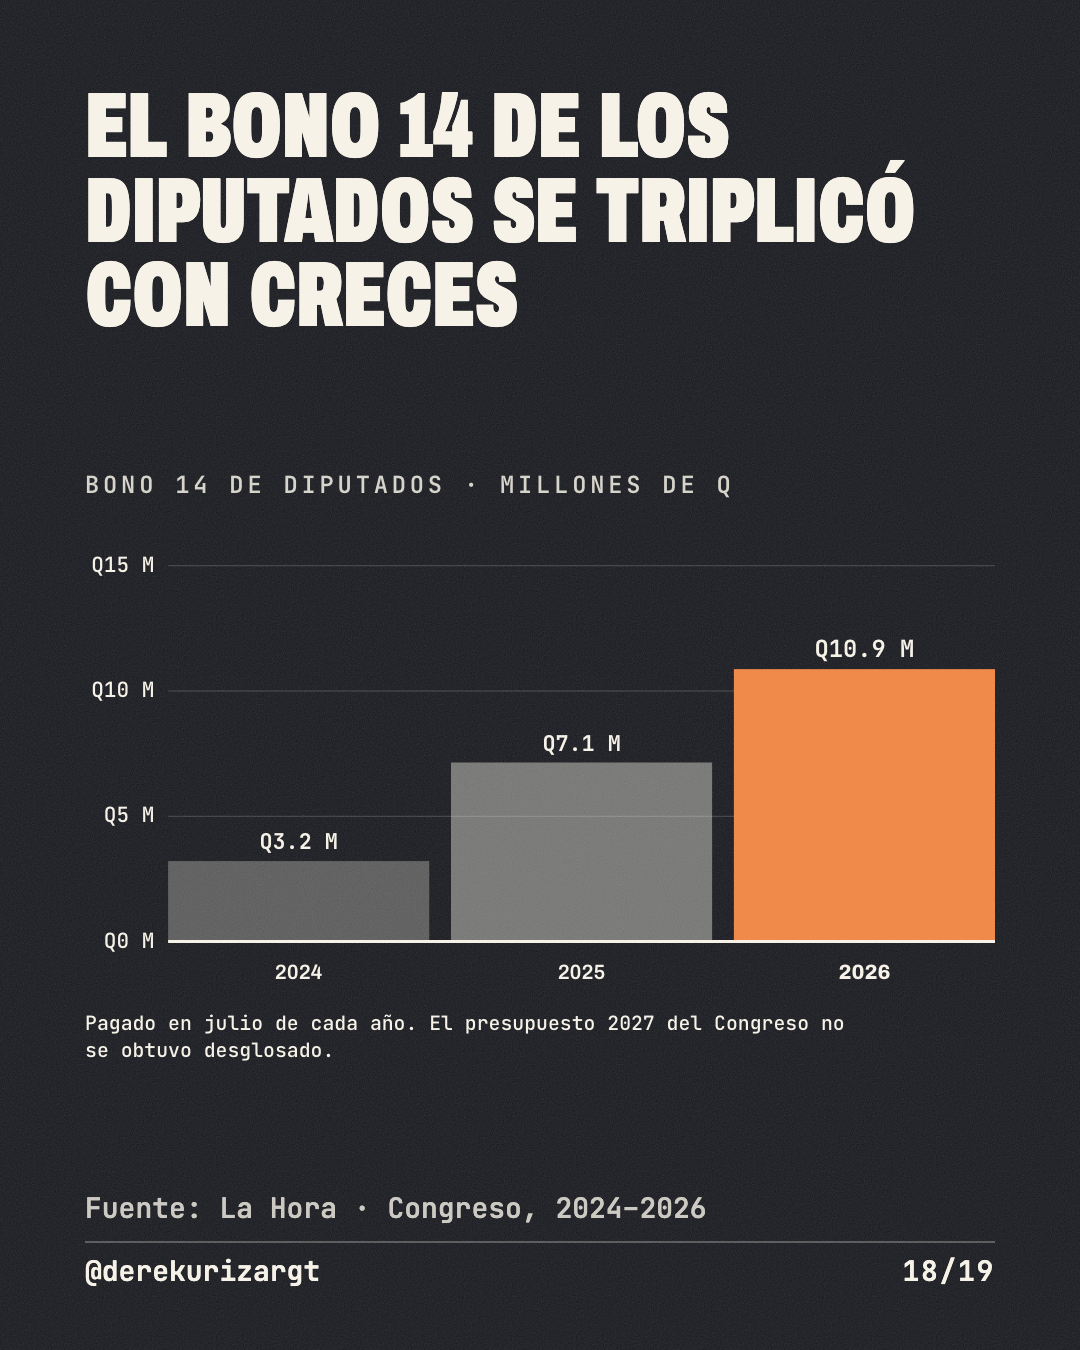 EL BONO 14 DE LOS
DIPUTADOS SE TRIPLICÓ
CON CRECES
BONO 14 DE DIPUTADOS · MILLONES DE Q
Q15 M
Q10.9 M
Q10 M
Q7.1 M
Q5 M
Q3.2 M
Q0 M
2024 2025 2026
Pagado en julio de cada año. El presupuesto 2027 del Congreso no
se obtuvo desglosado.
Fuente: La Hora · Congreso, 2024–2026
@derekurizargt 18/19